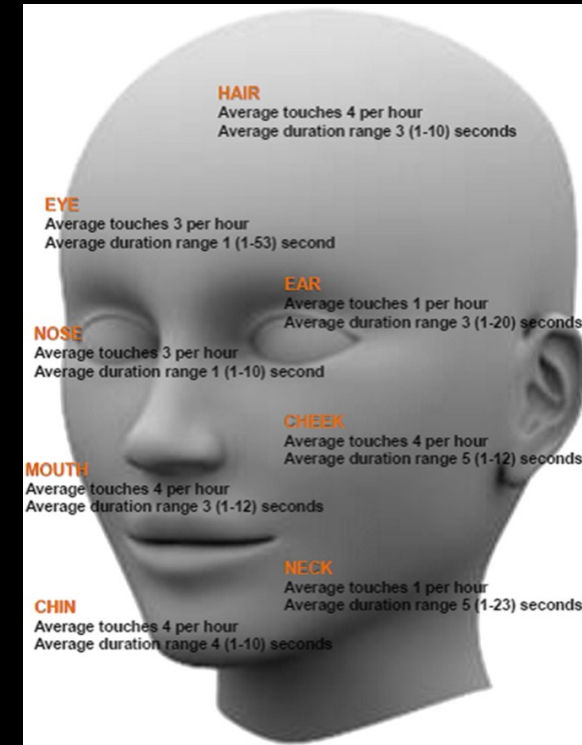 HAIR
Average touches 4 per hour
Average duration range 3 (1-10) seconds
EYE
Average touches 3 per hour
Average duration range 1 (1-53) second
EAR
Average touches 1 per hour
Average duration range 3 (1-20) seconds
NOSE
Average touches 3 per hour
Average duration range 1 (1-10) second
CHEEK
Average touches 4 per hour
Average duration range 5 (1-12) seconds
MOUTH
Average touches 4 per hour
Average duration range 3 (1-12) seconds
NECK
Average touches 1 per hour
Average duration range 5 (1-23) seconds
CHIN
Average touches 4 per hour
Average duration range 4 (1-10) seconds